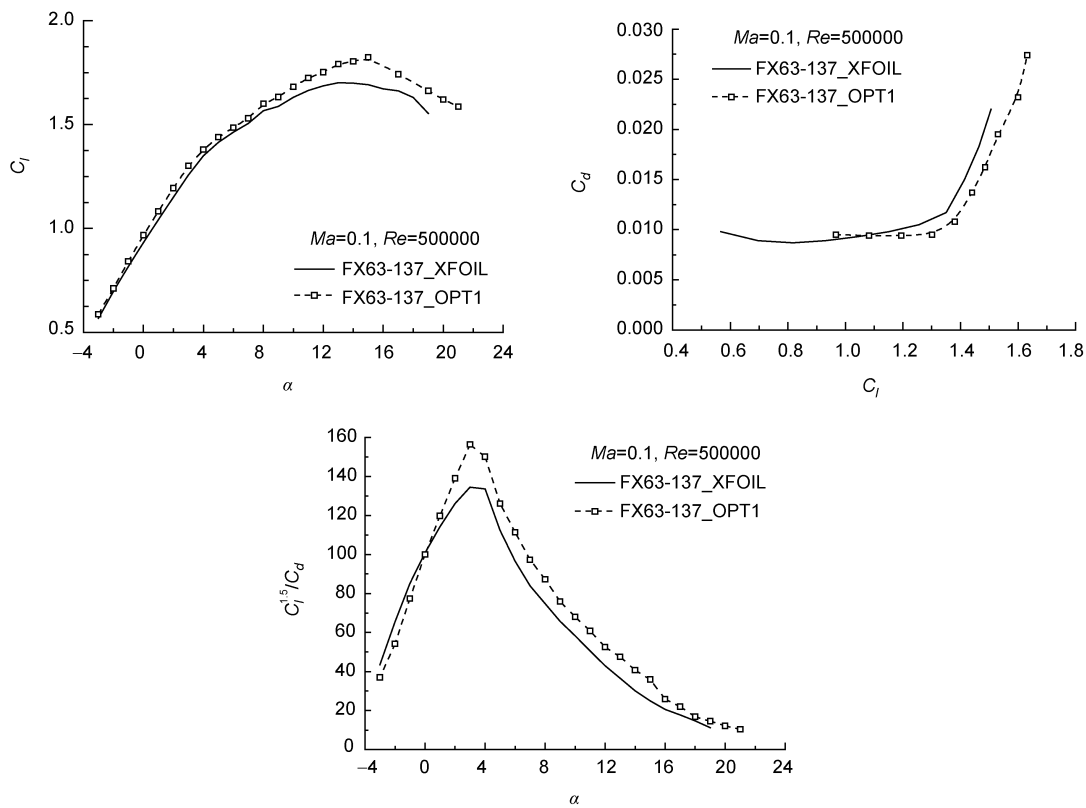 2.0
1.5
1.0
0.5
C_l
Ma=0.1, Re=500000
FX63-137_XFOIL
FX63-137_OPT1
−4 0 4 8 12 16 20 24
α
0.030
0.025
0.020
0.015
0.010
0.005
0.000
C_d
Ma=0.1, Re=500000
FX63-137_XFOIL
FX63-137_OPT1
0.4 0.6 0.8 1.0 1.2 1.4 1.6 1.8
C_l
160
140
120
100
80
60
40
20
0
C_l^1.5/C_d
Ma=0.1, Re=500000
FX63-137_XFOIL
FX63-137_OPT1
−4 0 4 8 12 16 20 24
α